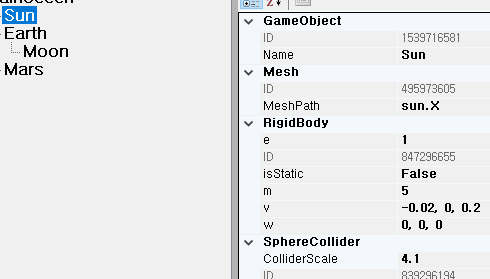 Sun
Earth
Moon
Mars
GameObject
ID 1539716581
Name Sun
Mesh
ID 495973605
MeshPath sun.X
RigidBody
e 1
ID 847296655
isStatic False
m 5
v -0.02, 0, 0.2
w 0, 0, 0
SphereCollider
ColliderScale 4.1
ID 839296194